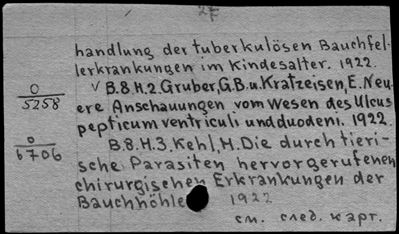 27
handlung der tuberkulösen Bauchfel-
lerkrankungen im Kindesalter. 1922.
O
5258
√ B.8.H.2. Gruber, G.B. u. Kratzeisen, E. Neu-
ere Anschauungen vom Wesen des Ulcus
pepticum ventriculi und duodeni. 1922.
O
6706
B.8.H.3. Kehl, H. Die durch tieri-
sche Parasiten hervorgerufenen
chirurgischen Erkrankungen der
Bauchhöhle 1922
см. след. карт.